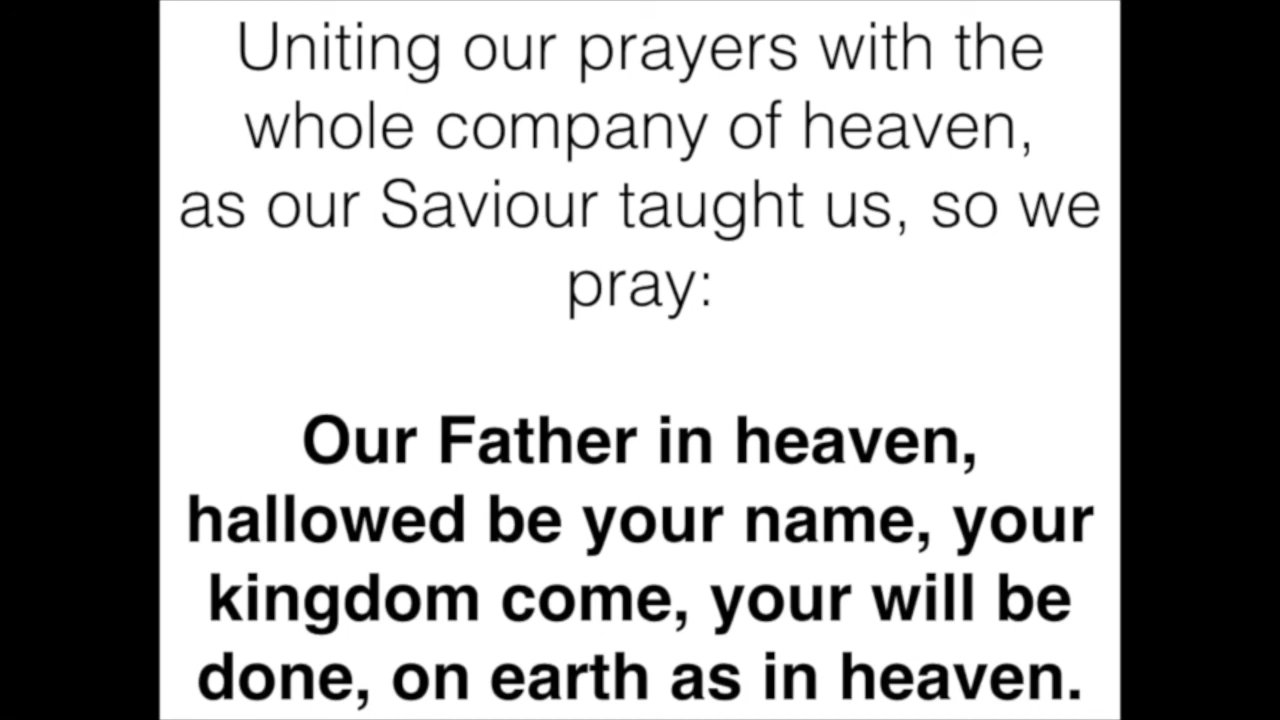 Uniting our prayers with the
whole company of heaven,
as our Saviour taught us, so we
pray:
Our Father in heaven,
hallowed be your name, your
kingdom come, your will be
done, on earth as in heaven.